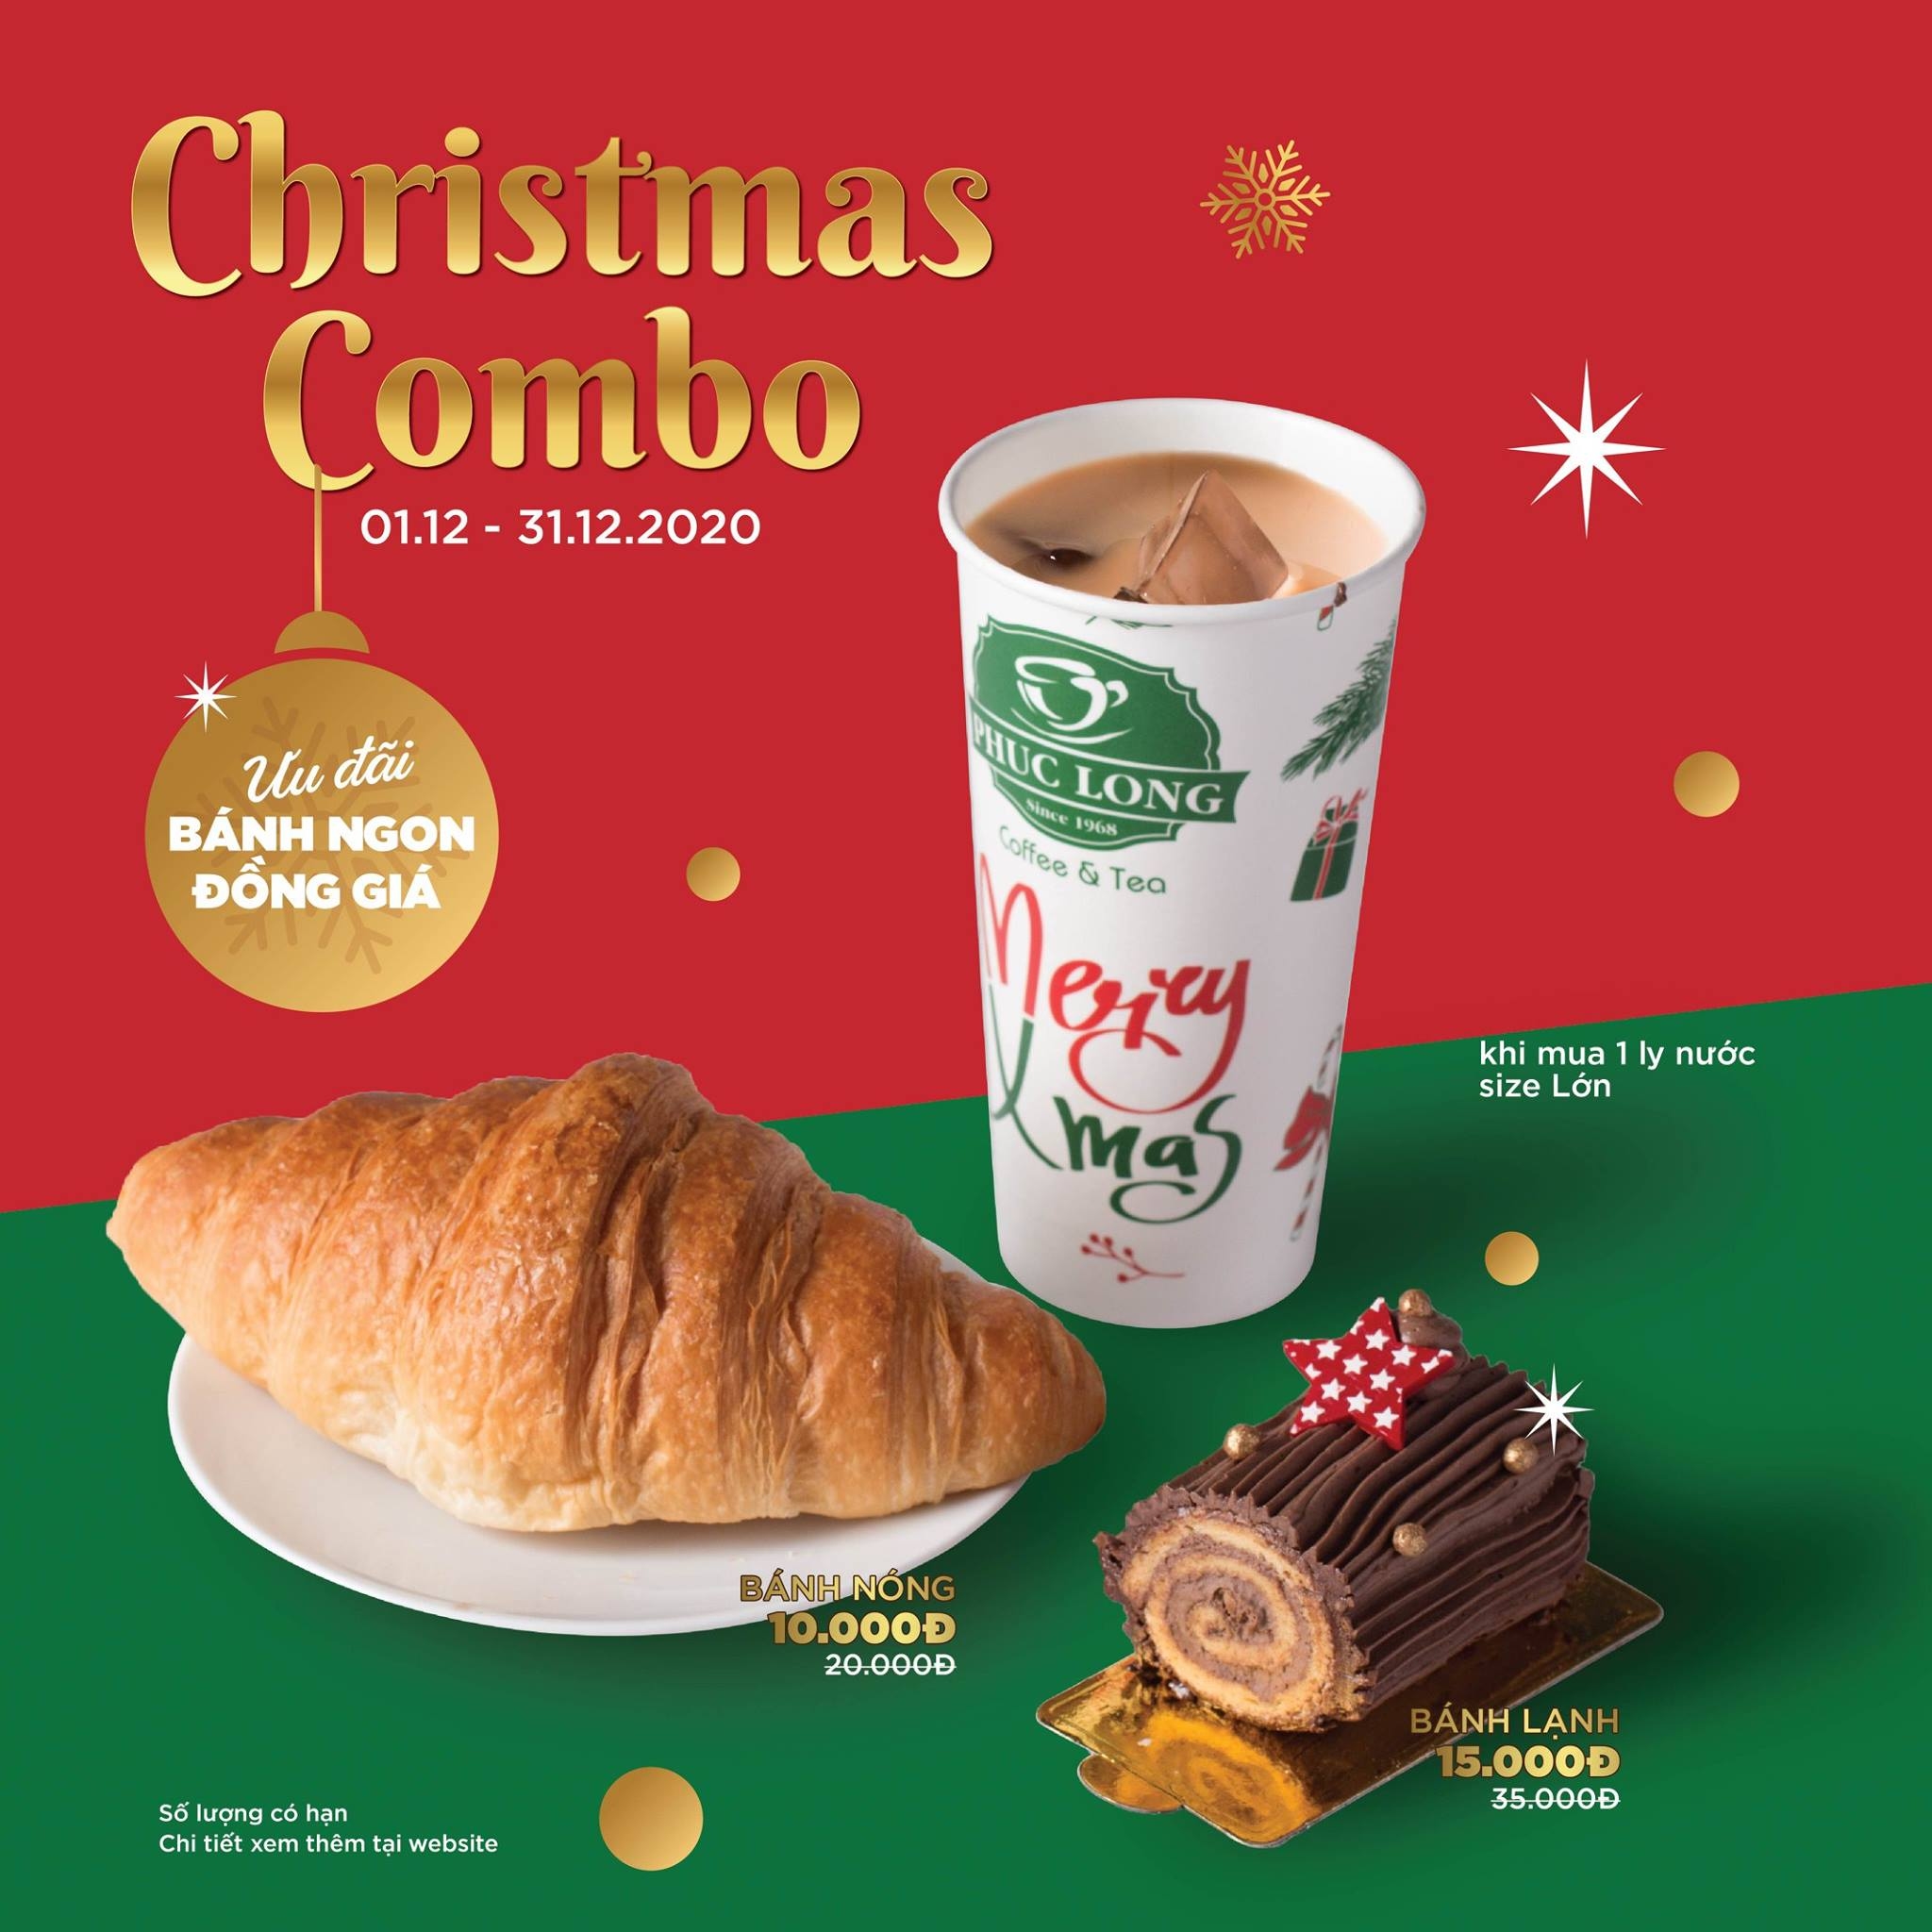 Christmas
Combo
01.12 - 31.12.2020
Ưu đãi
BÁNH NGON
ĐỒNG GIÁ
PHUC LONG
Since 1968
Coffee & Tea
Merry
Xmas
khi mua 1 ly nước
size Lớn
BÁNH NÓNG
10.000Đ
20.000Đ
BÁNH LẠNH
15.000Đ
35.000Đ
Số lượng có hạn
Chi tiết xem thêm tại website